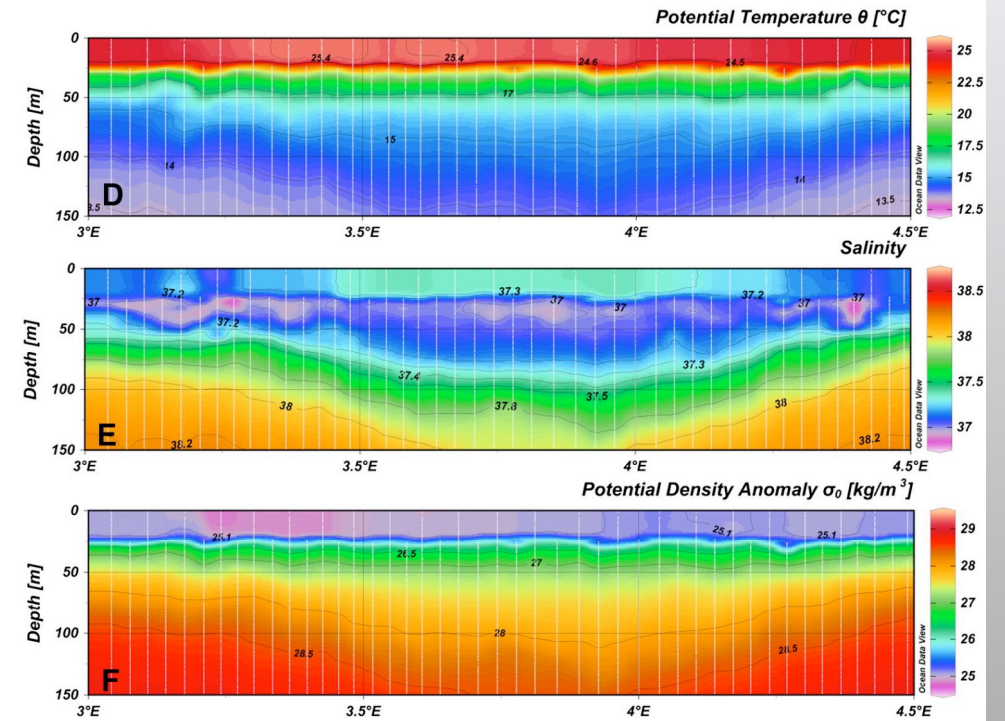 Potential Temperature θ [°C]
0
50
100
150
Depth [m]
25.4
25.4
24.6
24.5
17
15
14
14
13.5
D
3°E
3.5°E
4°E
4.5°E
25
22.5
20
17.5
15
12.5
Ocean Data View
Salinity
0
50
100
150
Depth [m]
37.2
37
37.3
37
37
37.2
37
37
37.2
37.3
37.4
37.5
38
37.8
38
38.2
38.2
E
3°E
3.5°E
4°E
4.5°E
38.5
38
37.5
37
Ocean Data View
Potential Density Anomaly σ₀ [kg/m³]
0
50
100
150
Depth [m]
25.1
25.1
25.1
26.5
27
28
28.5
28.5
F
3°E
3.5°E
4°E
4.5°E
29
28
27
26
25
Ocean Data View